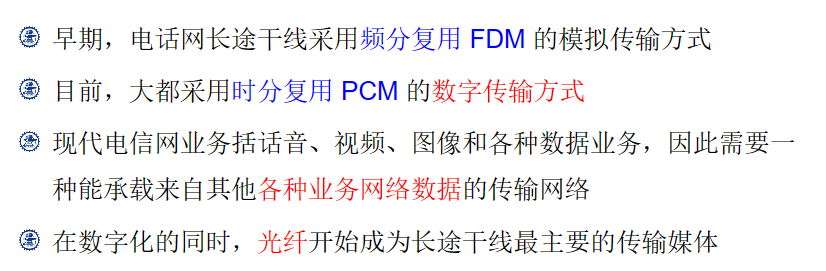 早期，电话网长途干线采用频分复用 FDM 的模拟传输方式
目前，大都采用时分复用 PCM 的数字传输方式
现代电信网业务括话音、视频、图像和各种数据业务，因此需要一
种能承载来自其他各种业务网络数据的传输网络
在数字化的同时，光纤开始成为长途干线最主要的传输媒体